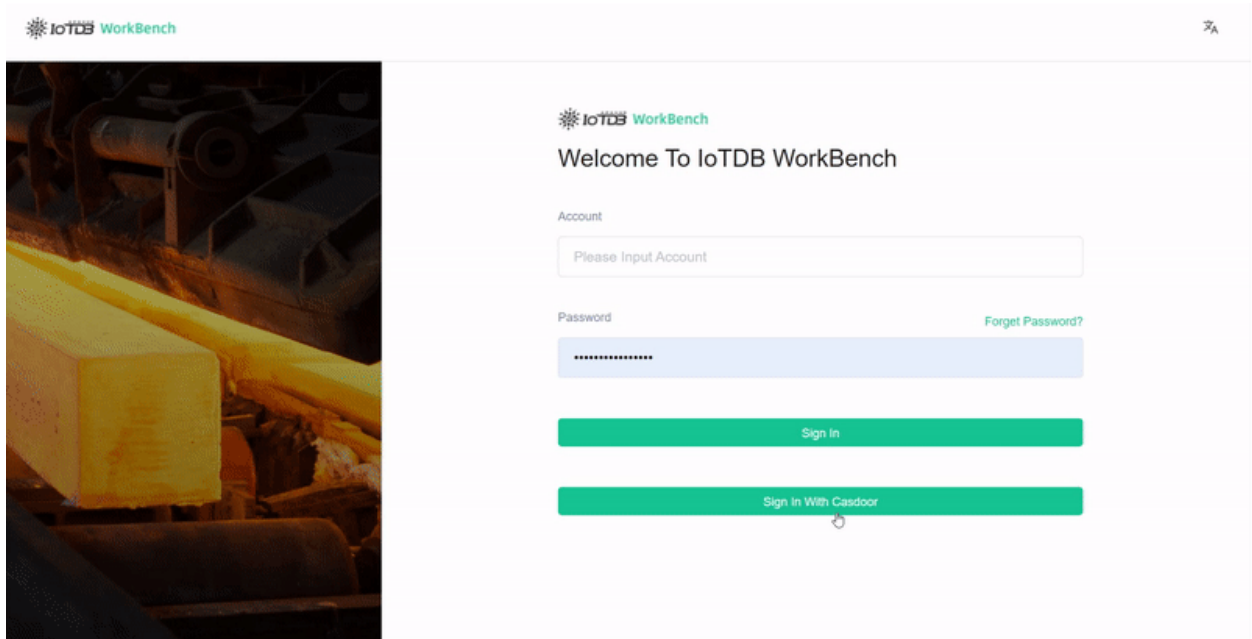 IoTDB WorkBench
IoTDB WorkBench
Welcome To IoTDB WorkBench
Account
Please Input Account
Password
Forget Password?
••••••••••••••••
Sign In
Sign In With Casdoor